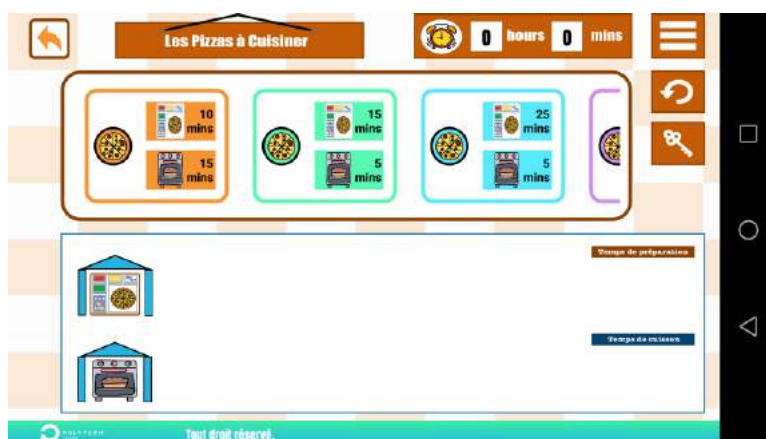 Les Pizzas à Cuisiner
0 hours 0 mins
10 mins
15 mins
15 mins
5 mins
25 mins
5 mins
Temps de préparation
Temps de cuisson
POLYTECH
Tout droit réservé.